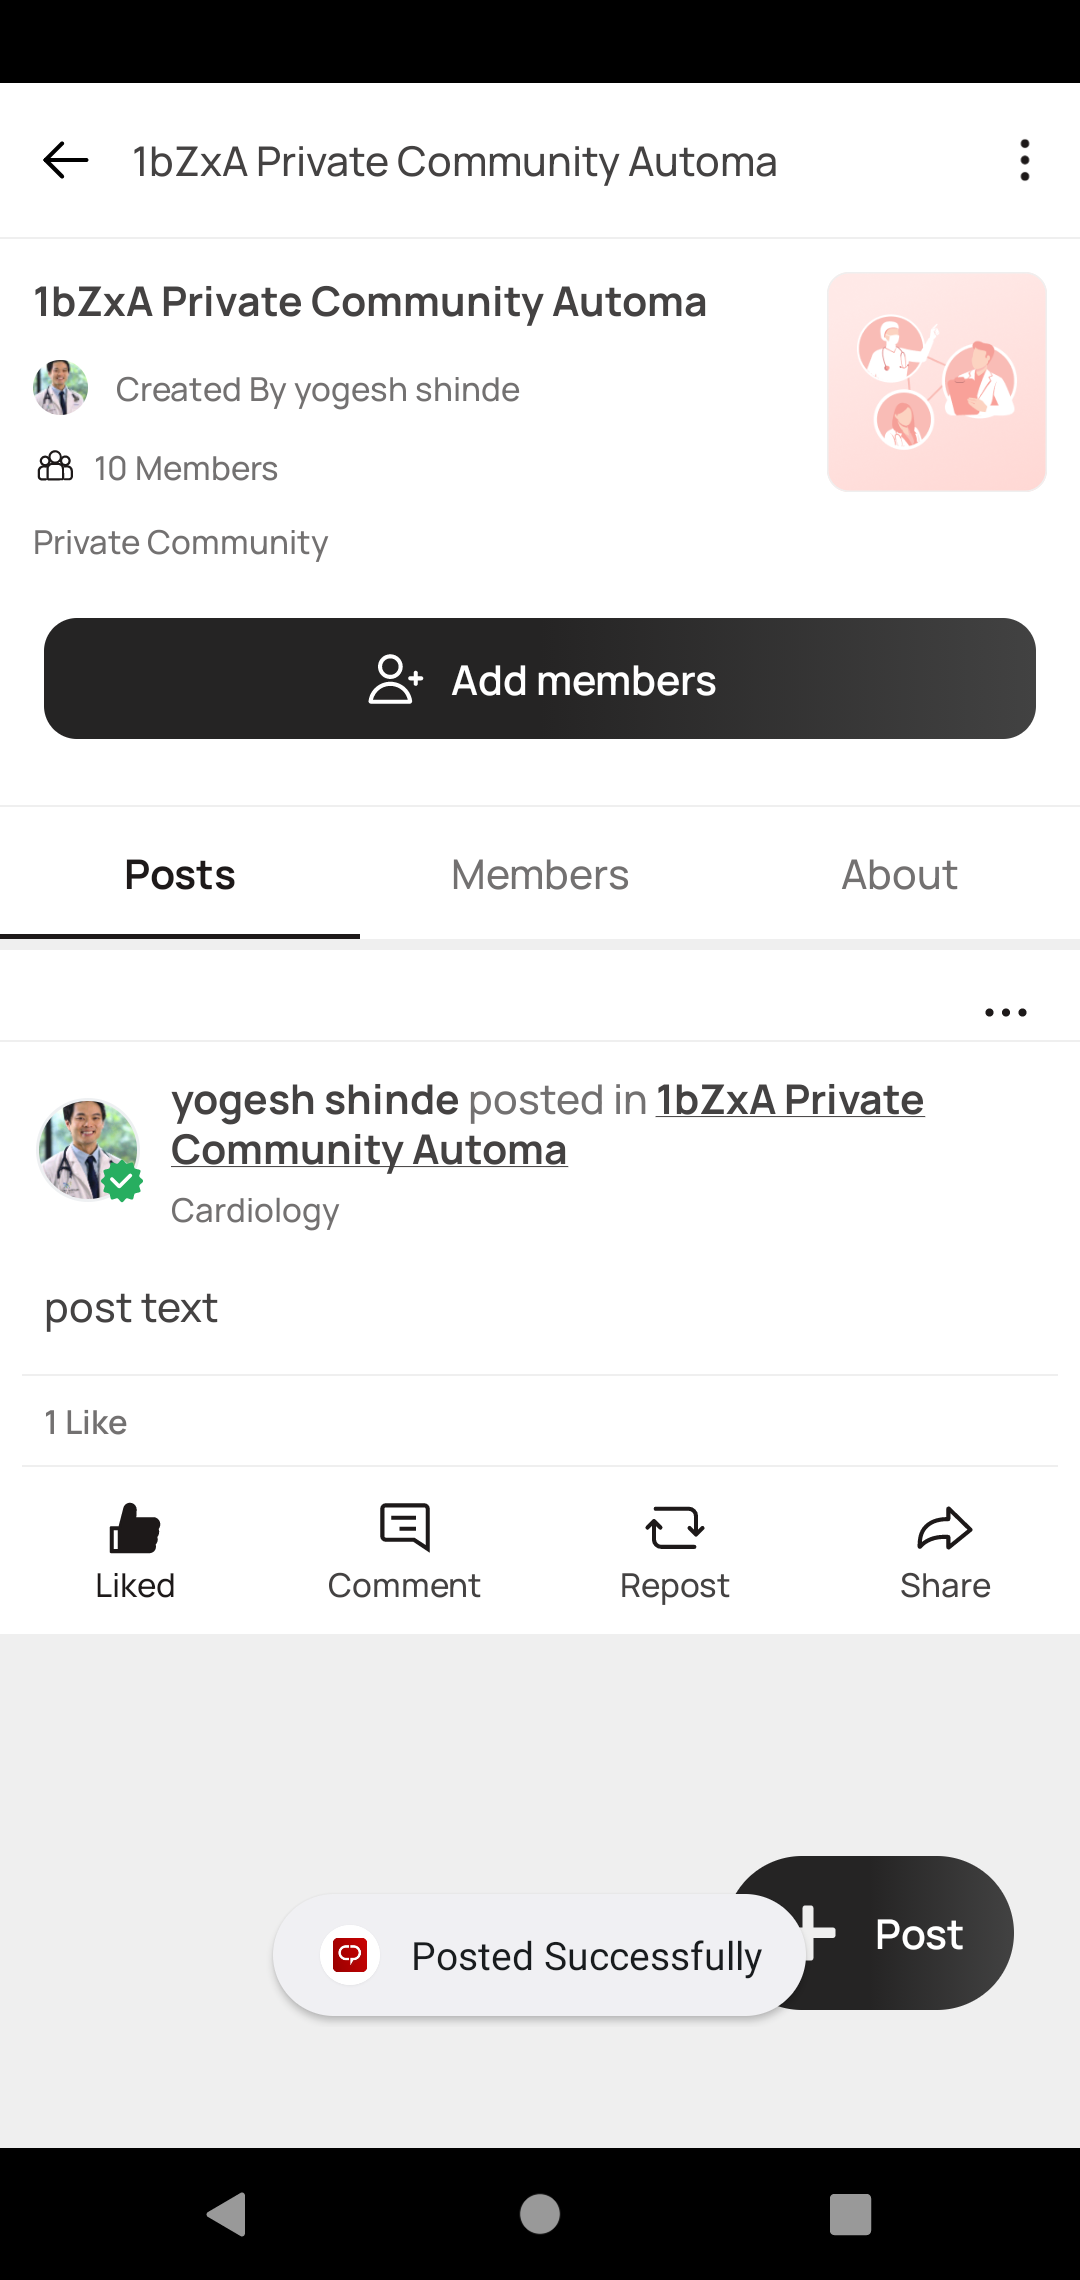 1bZxA Private Community Automa
1bZxA Private Community Automa
Created By yogesh shinde
10 Members
Private Community
Add members
Posts Members About
yogesh shinde posted in 1bZxA Private
Community Automa
Cardiology
post text
1 Like
Liked Comment Repost Share
Post
Posted Successfully